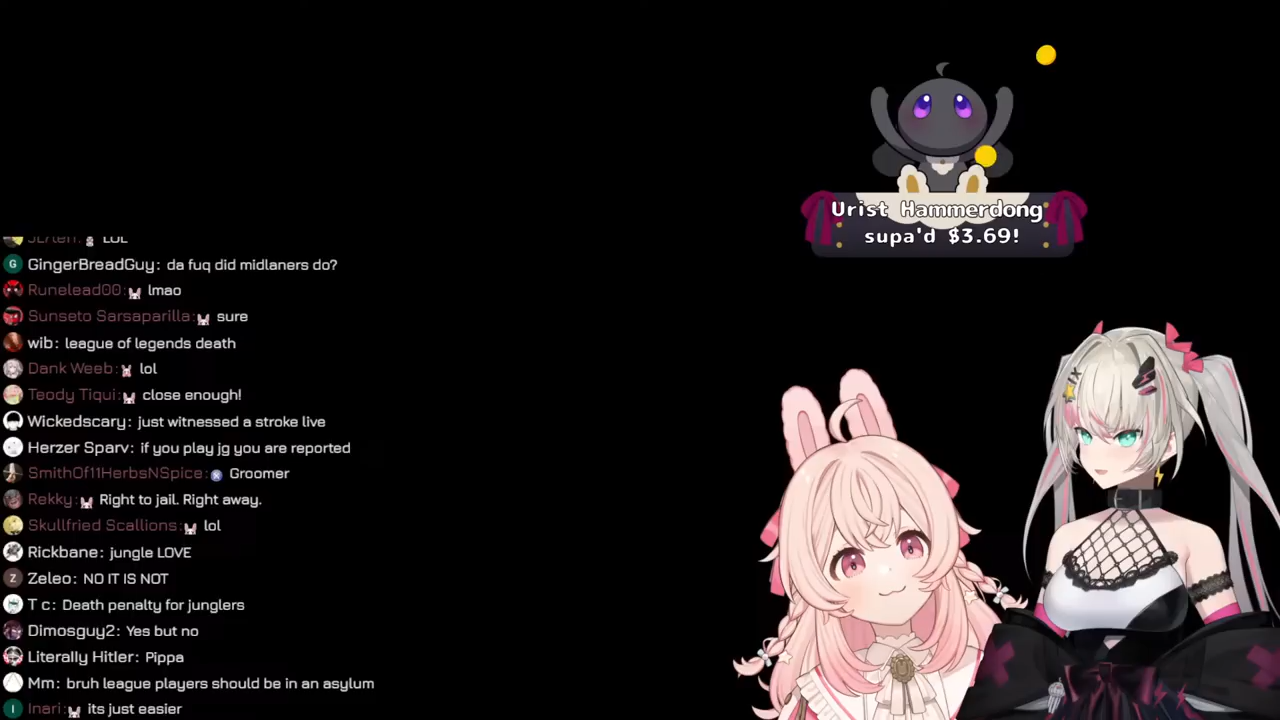 Urist Hammerdong
supa'd $3.69!
LOL
GingerBreadGuy: da fuq did midlaners do?
Runelead00: lmao
Sunseto Sarsaparilla: sure
wib: league of legends death
Dank Weeb: lol
Teody Tiqui: close enough!
Wickedscary: just witnessed a stroke live
Herzer Sparv: if you play jg you are reported
SmithOf11HerbsNSpice: Groomer
Rekky: Right to jail. Right away.
Skullfried Scallions: lol
Rickbane: jungle LOVE
Z Zeleo: NO IT IS NOT
T c: Death penalty for junglers
Dimosguy2: Yes but no
Literally Hitler: Pippa
Mm: bruh league players should be in an asylum
I Inari: its just easier